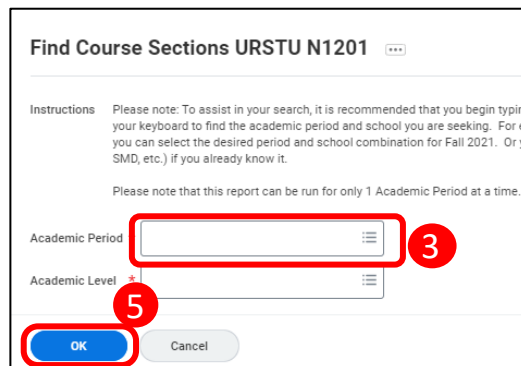 Find Course Sections URSTU N1201
Instructions Please note: To assist in your search, it is recommended that you begin
your keyboard to find the academic period and school you are seeking. For
you can select the desired period and school combination for Fall 2021. Or
SMD, etc.) if you already know it.
Please note that this report can be run for only 1 Academic Period at a time.
Academic Period
3
Academic Level *
5
OK Cancel